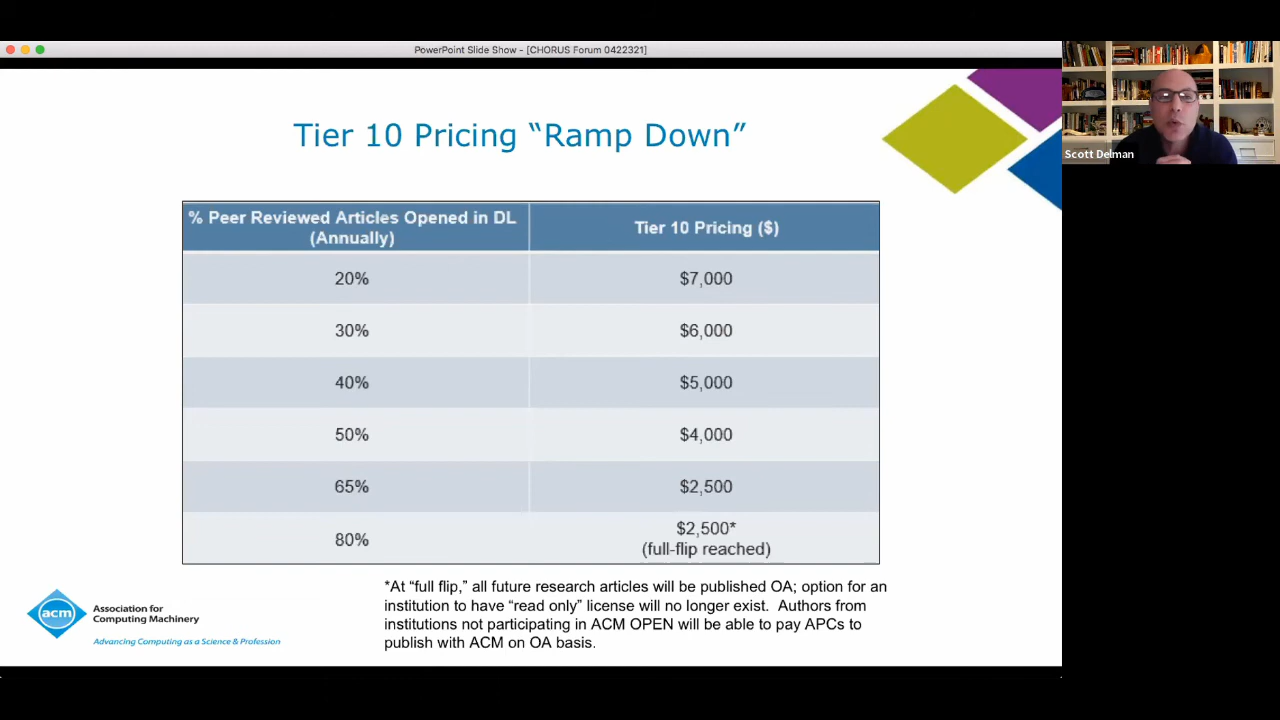 PowerPoint Slide Show - [CHORUS Forum 0422321]
Tier 10 Pricing “Ramp Down”
% Peer Reviewed Articles Opened in DL
(Annually)
Tier 10 Pricing ($)
20%
$7,000
30%
$6,000
40%
$5,000
50%
$4,000
65%
$2,500
80%
$2,500*
(full-flip reached)
*At “full flip,” all future research articles will be published OA; option for an
institution to have “read only” license will no longer exist.  Authors from
institutions not participating in ACM OPEN will be able to pay APCs to
publish with ACM on OA basis.
acm
Association for
Computing Machinery
Advancing Computing as a Science & Profession
Scott Delman